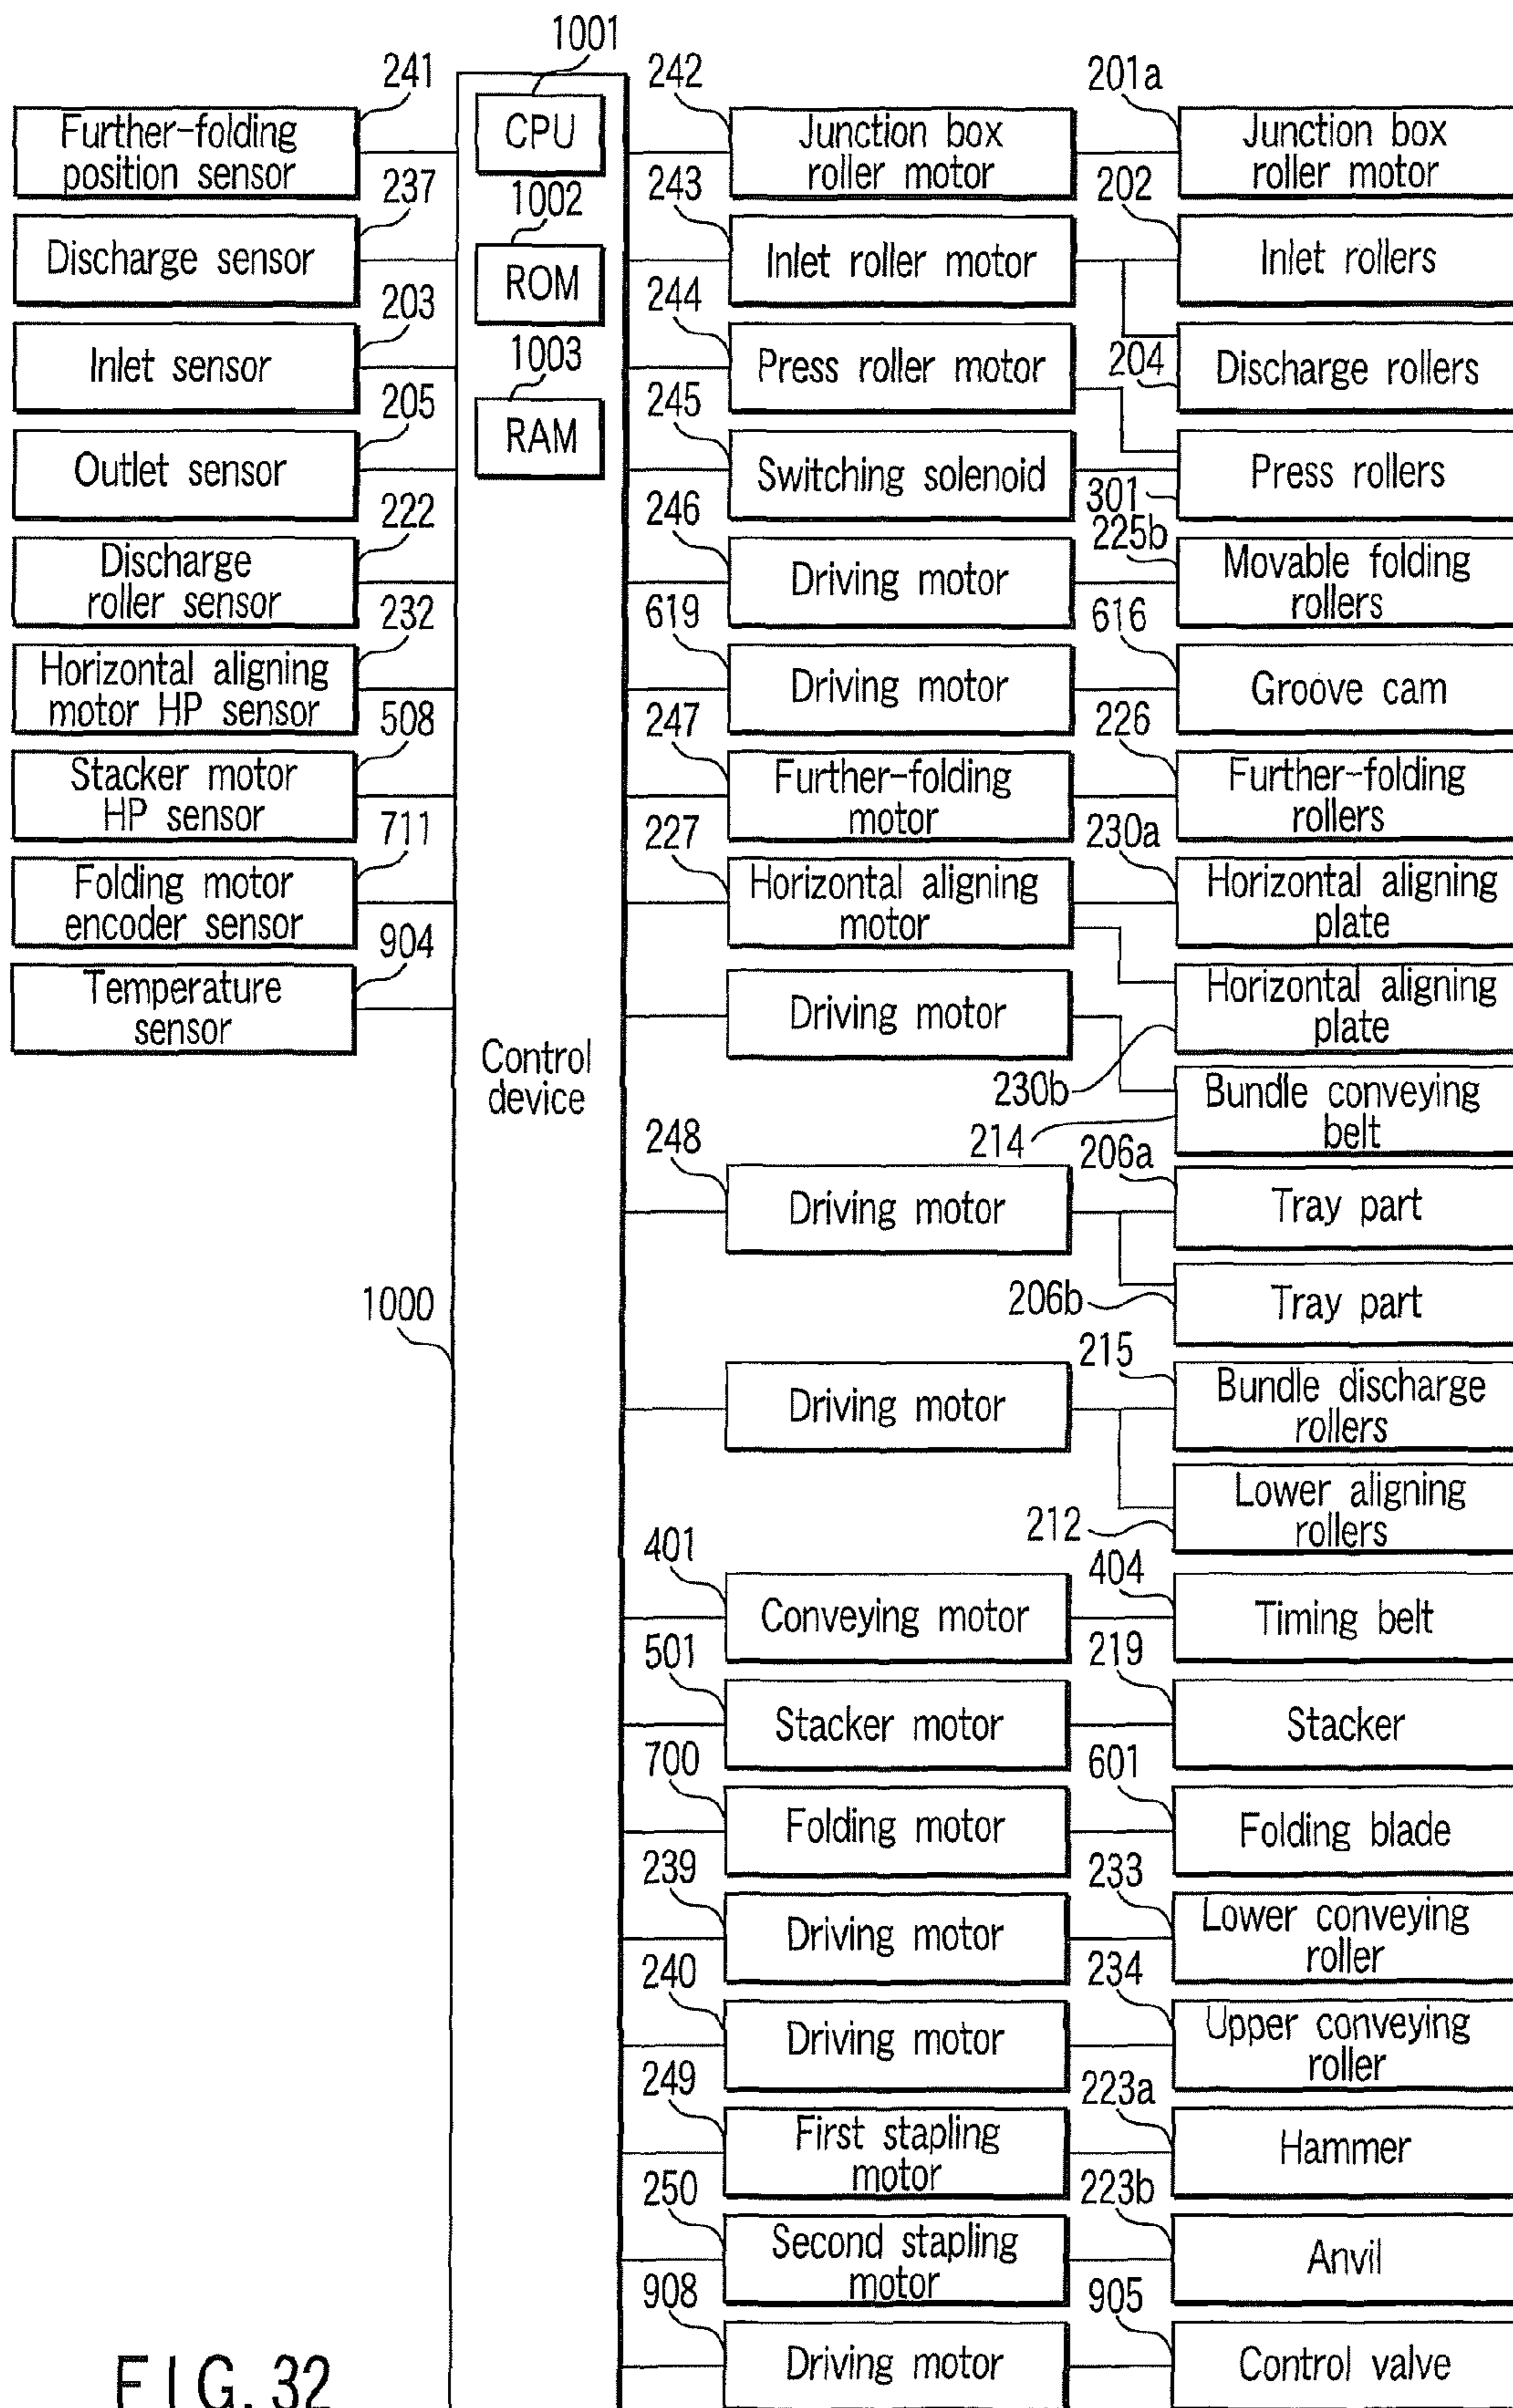 1001
241
242
201a
CPU
Further-folding
position sensor
Junction box
roller motor
Junction box
roller motor
237
1002
243
202
Discharge sensor
ROM
Inlet roller motor
Inlet rollers
203
1003
244
204
Inlet sensor
Press roller motor
Discharge rollers
205
RAM
245
Outlet sensor
Switching solenoid
301
Press rollers
222
246
225b
Discharge
roller sensor
Driving motor
Movable folding
rollers
232
619
616
Horizontal aligning
motor HP sensor
Driving motor
Groove cam
508
247
226
Stacker motor
HP sensor
Further-folding
motor
Further-folding
rollers
711
227
230a
Folding motor
encoder sensor
Horizontal aligning
motor
Horizontal aligning
plate
904
Temperature
sensor
Driving motor
Horizontal aligning
plate
Control
device
230b
Bundle conveying
belt
214
248
206a
Driving motor
Tray part
1000
206b
Tray part
215
Driving motor
Bundle discharge
rollers
Lower aligning
rollers
212
401
404
Conveying motor
Timing belt
501
219
Stacker motor
Stacker
700
601
Folding motor
Folding blade
239
233
Driving motor
Lower conveying
roller
240
234
Driving motor
Upper conveying
roller
249
223a
First stapling
motor
Hammer
250
223b
Second stapling
motor
Anvil
908
905
Driving motor
Control valve
FIG. 32